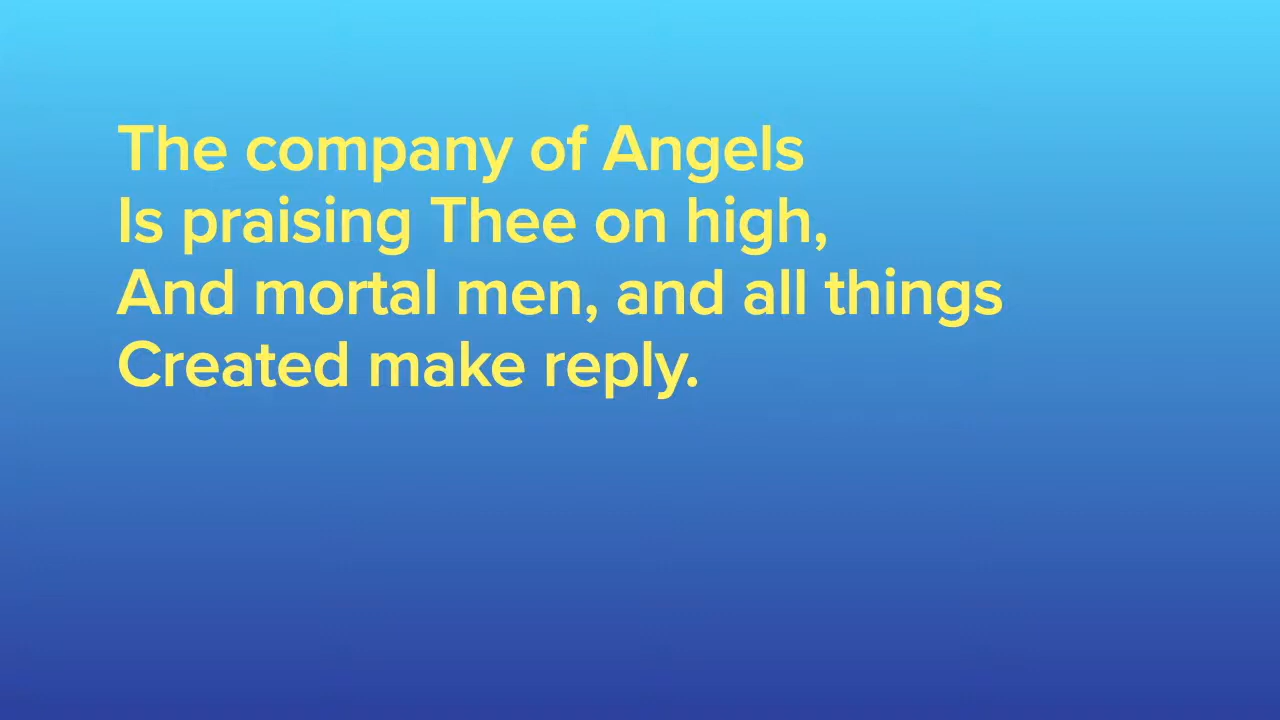 The company of Angels
Is praising Thee on high,
And mortal men, and all things
Created make reply.